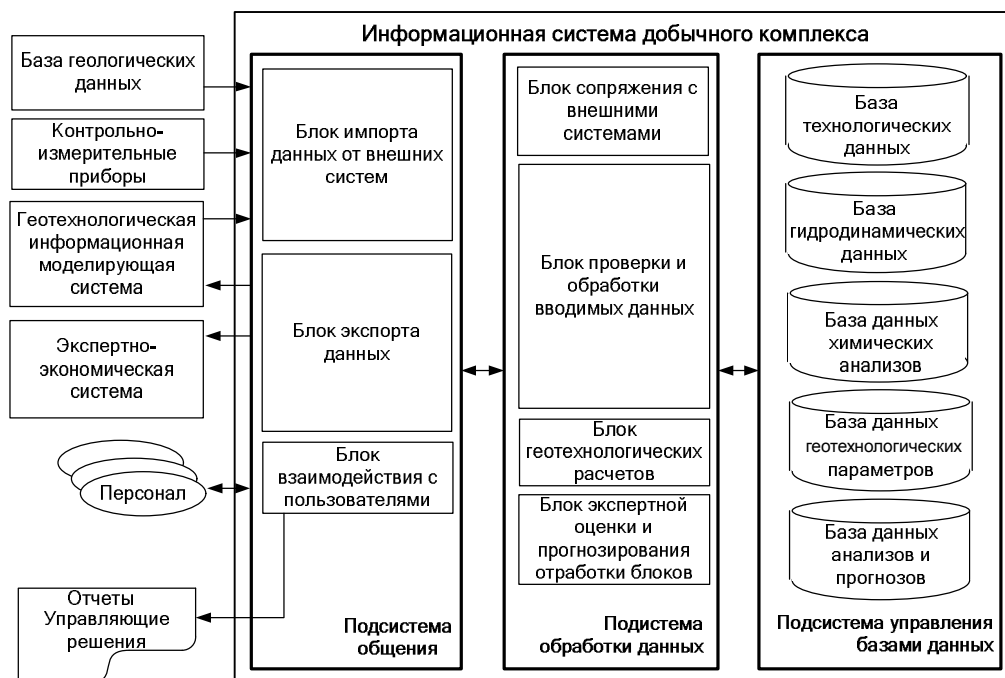 Информационная система добычного комплекса
База геологических
данных
Контрольно-
измерительные
приборы
Геотехнологическая
информационная
моделирующая
система
Экспертно-
экономическая
система
Персонал
Отчеты
Управляющие
решения
Блок импорта
данных от внешних
систем
Блок экспорта
данных
Блок
взаимодействия с
пользователями
Подсистема
общения
Блок сопряжения с
внешними
системами
Блок проверки и
обработки
вводимых данных
Блок
геотехнологических
расчетов
Блок экспертной
оценки и
прогнозирования
отработки блоков
Подистема
обработки данных
База
технологических
данных
База
гидродинамических
данных
База данных
химических
анализов
База данных
геотехнологических
параметров
База данных
анализов и
прогнозов
Подсистема управления
базами данных